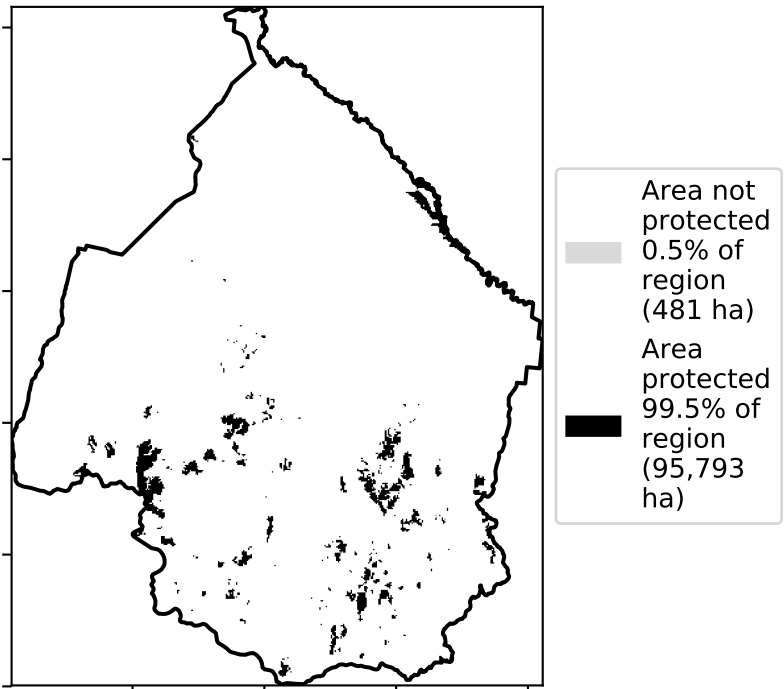 Area not
protected
0.5% of
region
(481 ha)
Area
protected
99.5% of
region
(95,793
ha)